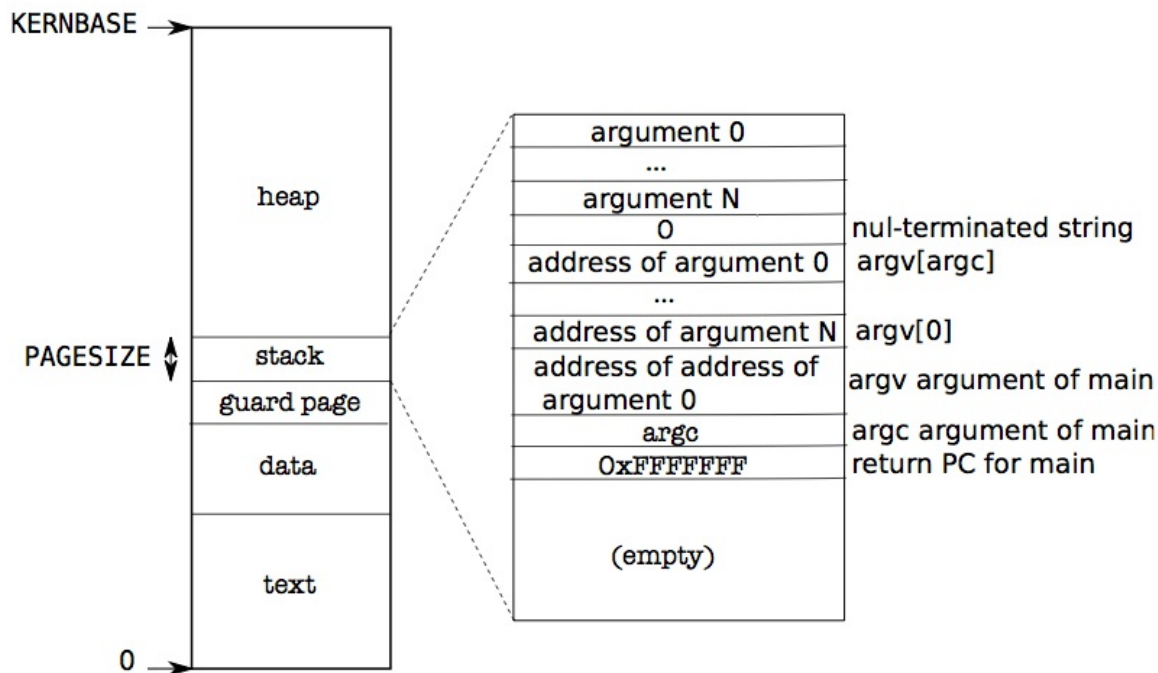 KERNBASE
heap
PAGESIZE
stack
guard page
data
text
0
argument 0
...
argument N
0
nul-terminated string
address of argument 0
argv[argc]
...
address of argument N
argv[0]
address of address of
argument 0
argv argument of main
argc
argc argument of main
0xFFFFFFF
return PC for main
(empty)